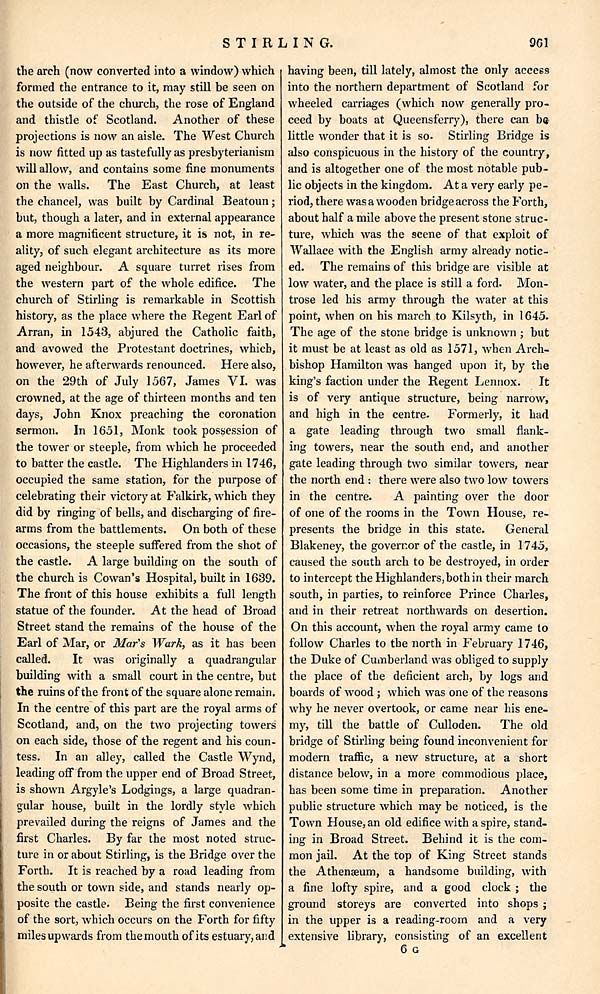 STIRLING.
961
the arch (now converted into a window) which
formed the entrance to it, may still be seen on
the outside of the church, the rose of England
and thistle of Scotland. Another of these
projections is now an aisle. The West Church
is now fitted up as tastefully as presbyterianism
will allow, and contains some fine monuments
on the walls. The East Church, at least
the chancel, was built by Cardinal Beatoun;
but, though a later, and in external appearance
a more magnificent structure, it is not, in re-
ality, of such elegant architecture as its more
aged neighbour. A square turret rises from
the western part of the whole edifice. The
church of Stirling is remarkable in Scottish
history, as the place where the Regent Earl of
Arran, in 1543, abjured the Catholic faith,
and avowed the Protestant doctrines, which,
however, he afterwards renounced. Here also,
on the 29th of July 1567, James VI. was
crowned, at the age of thirteen months and ten
days, John Knox preaching the coronation
sermon. In 1651, Monk took possession of
the tower or steeple, from which he proceeded
to batter the castle. The Highlanders in 1746,
occupied the same station, for the purpose of
celebrating their victory at Falkirk, which they
did by ringing of bells, and discharging of fire-
arms from the battlements. On both of these
occasions, the steeple suffered from the shot of
the castle. A large building on the south of
the church is Cowan's Hospital, built in 1639.
The front of this house exhibits a full length
statue of the founder. At the head of Broad
Street stand the remains of the house of the
Earl of Mar, or Mar's Wark, as it has been
called. It was originally a quadrangular
building with a small court in the centre, but
the ruins of the front of the square alone remain.
In the centre of this part are the royal arms of
Scotland, and, on the two projecting towers
on each side, those of the regent and his coun-
tess. In an alley, called the Castle Wynd,
leading off from the upper end of Broad Street,
is shown Argyle's Lodgings, a large quadran-
gular house, built in the lordly style which
prevailed during the reigns of James and the
first Charles. By far the most noted struc-
ture in or about Stirling, is the Bridge over the
Forth. It is reached by a road leading from
the south or town side, and stands nearly op-
posite the castle. Being the first convenience
of the sort, which occurs on the Forth for fifty
miles upwards from the mouth of its estuary, and
having been, till lately, almost the only access
into the northern department of Scotland for
wheeled carriages (which now generally pro-
ceed by boats at Queensferry), there can be
little wonder that it is so. Stirling Bridge is
also conspicuous in the history of the country,
and is altogether one of the most notable pub-
lic objects in the kingdom. At a very early pe-
riod, there was a wooden bridge across the Forth,
about half a mile above the present stone struc-
ture, which was the scene of that exploit of
Wallace with the English army already notic-
ed. The remains of this bridge are visible at
low water, and the place is still a ford. Mon-
trose led his army through the water at this
point, when on his march to Kilsyth, in 1645.
The age of the stone bridge is unknown; but
it must be at least as old as 1571, when Arch-
bishop Hamilton was hanged upon it, by the
king's faction under the Regent Lennox. It
is of very antique structure, being narrow,
and high in the centre. Formerly, it had
a gate leading through two small flank-
ing towers, near the south end, and another
gate leading through two similar towers, near
the north end: there were also two low towers
in the centre. A painting over the door
of one of the rooms in the Town House, re-
presents the bridge in this state. General
Blakeney, the governor of the castle, in 1745,
caused the south arch to be destroyed, in order
to intercept the Highlanders, both in their march
south, in parties, to reinforce Prince Charles,
and in their retreat northwards on desertion.
On this account, when the royal army came to
follow Charles to the north in February 1746,
the Duke of Cumberland was obliged to supply
the place of the deficient arch, by logs and
boards of wood; which was one of the reasons
why he never overtook, or came near his ene-
my, till the battle of Culloden. The old
bridge of Stirling being found inconvenient for
modern traffic, a new structure, at a short
distance below, in a more commodious place,
has been some time in preparation. Another
public structure which may be noticed, is the
Town House, an old edifice with a spire, stand-
ing in Broad Street. Behind it is the com-
mon jail. At the top of King Street stands
the Athenæum, a handsome building, with
a fine lofty spire, and a good clock; the
ground storeys are converted into shops;
in the upper is a reading-room and a very
extensive library, consisting of an excellent
6 G